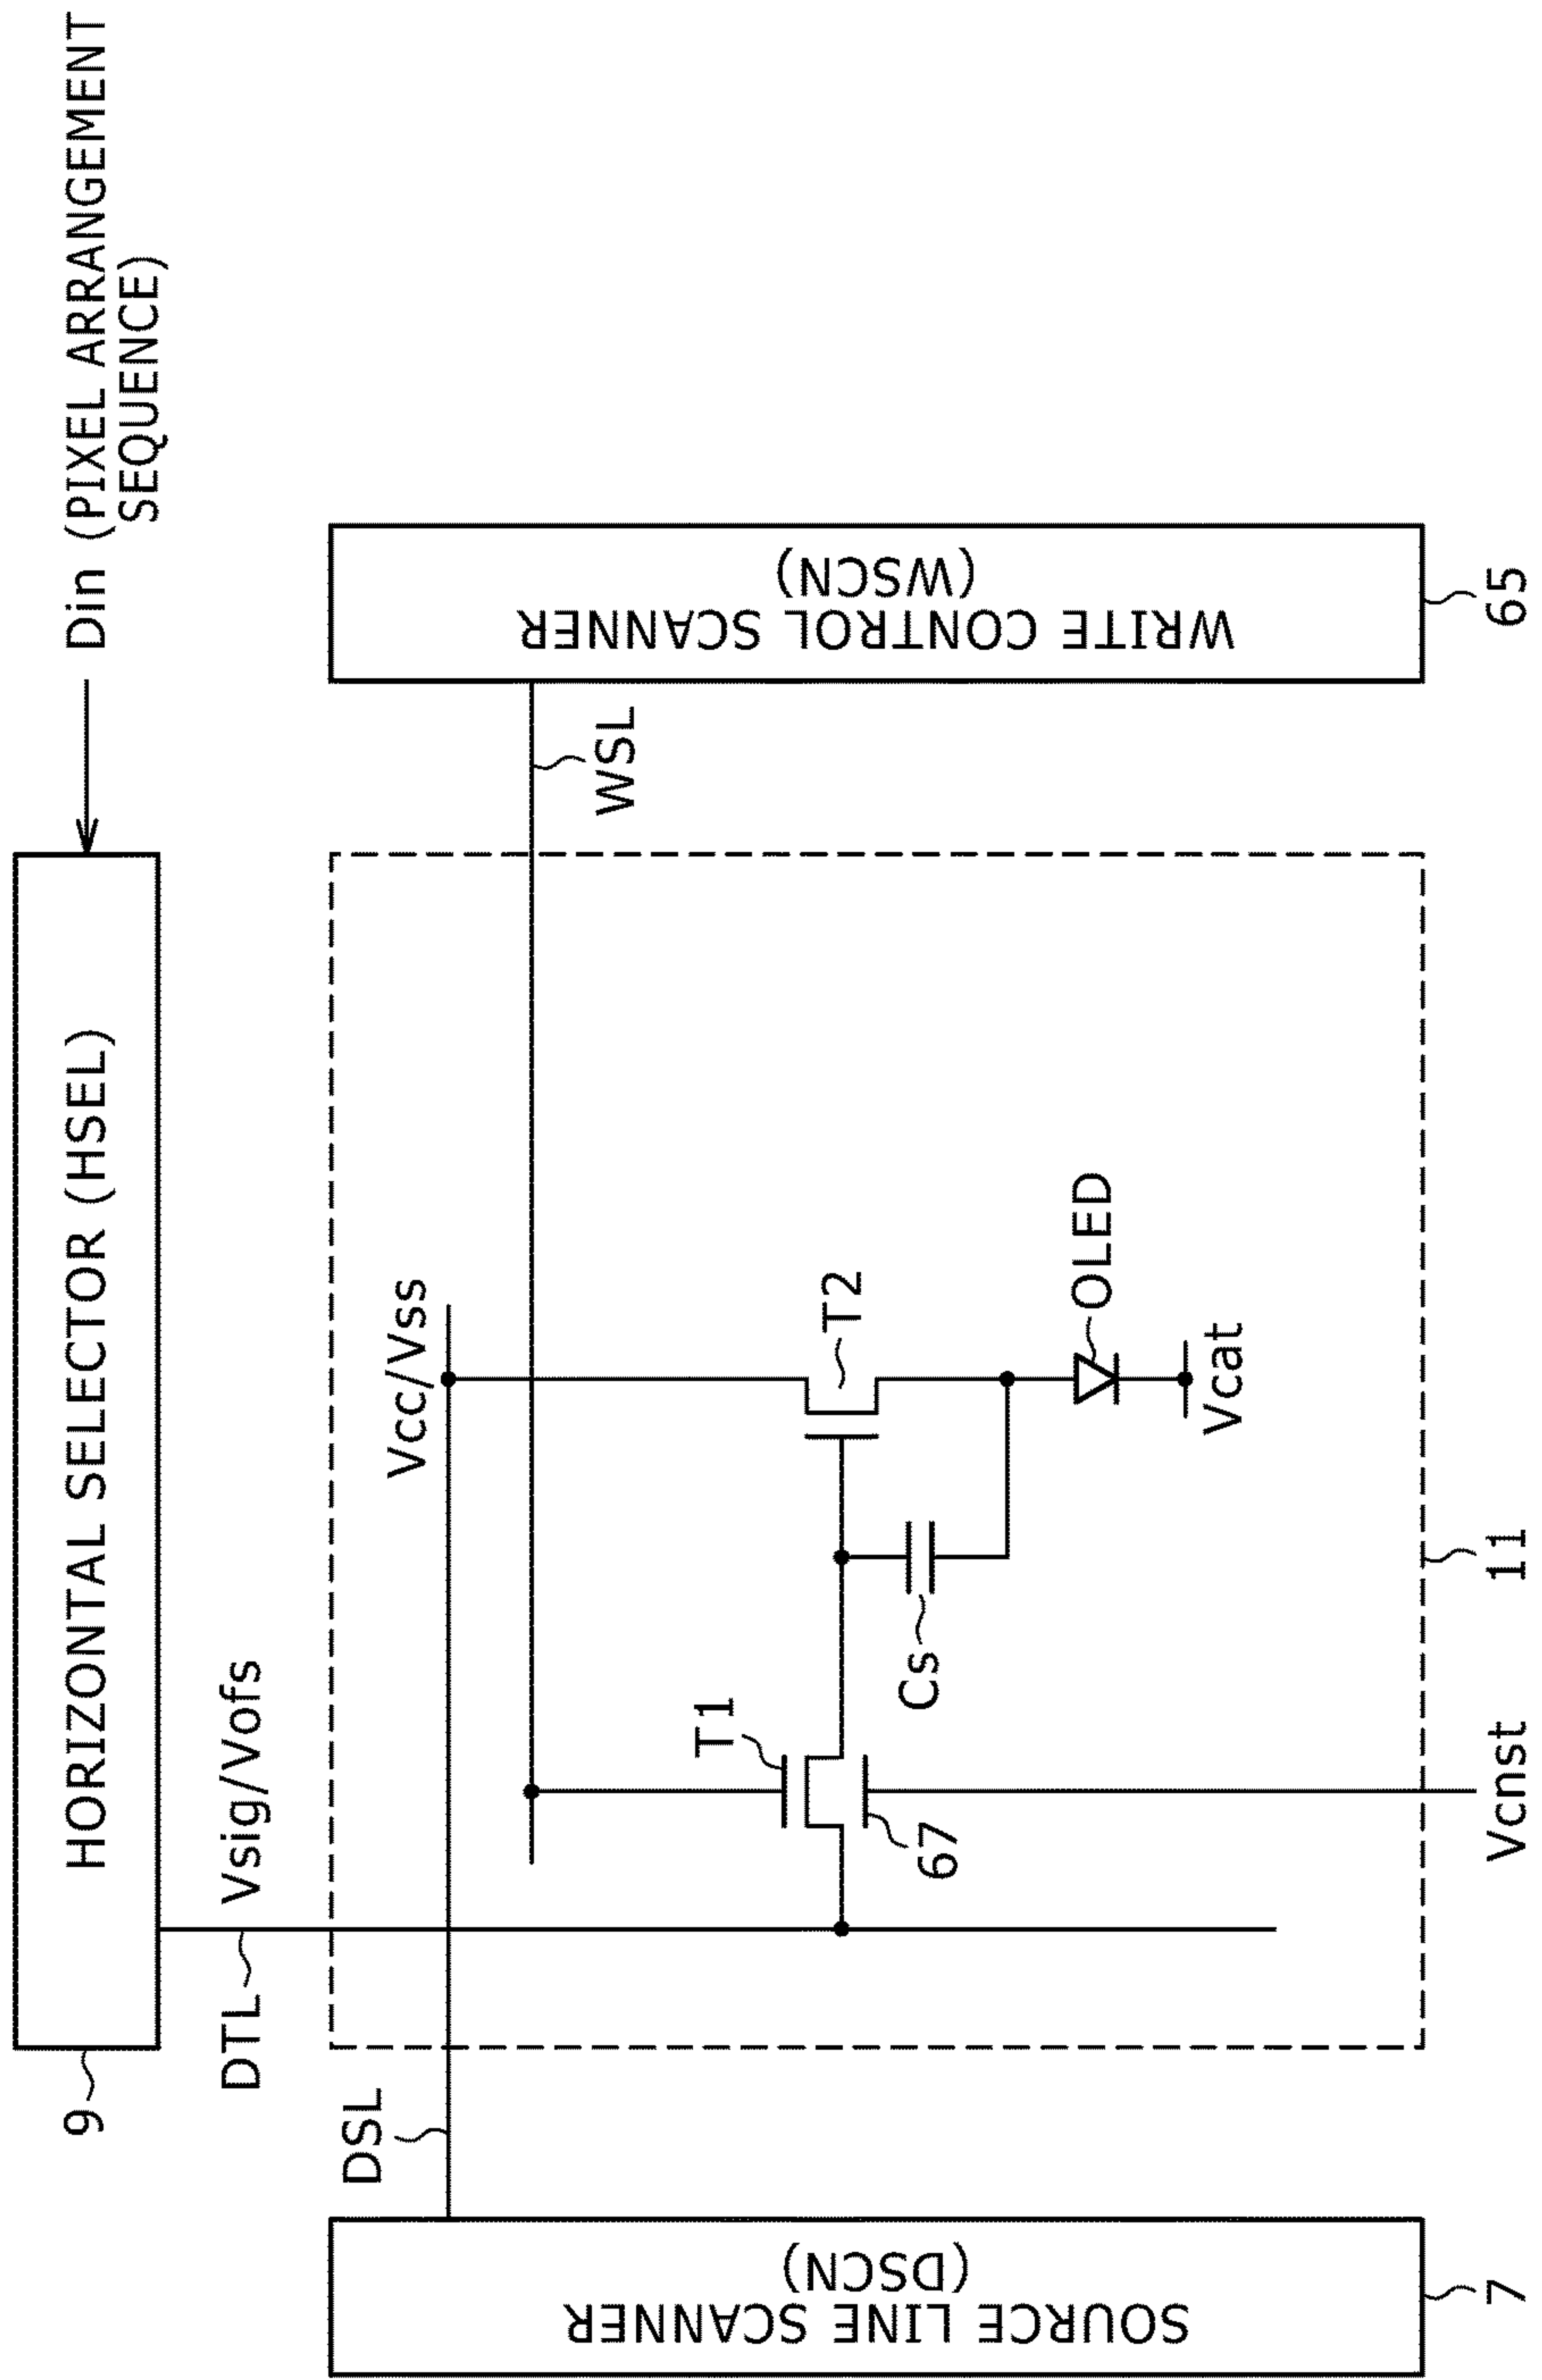 Din (PIXEL ARRANGEMENT
SEQUENCE)
9
HORIZONTAL SELECTOR (HSEL)
DTL
Vsig/Vofs
DSL
Vcc/Vss
WSL
SOURCE LINE SCANNER
(DSCN)
WRITE CONTROL SCANNER
(WSCN)
T1
T2
67
Cs
OLED
Vcat
7
Vcnst
11
65